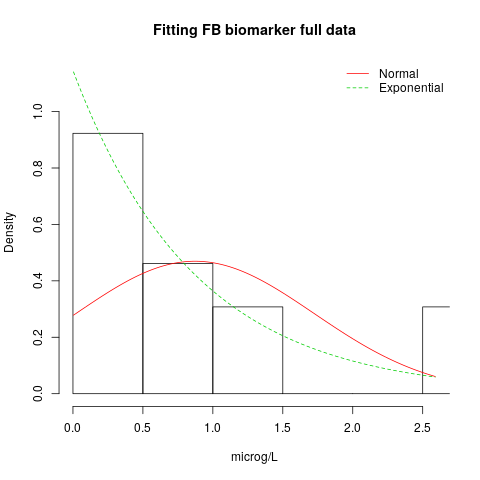 Fitting FB biomarker full data
Normal
Exponential
Density
1.0
0.8
0.6
0.4
0.2
0.0
0.0 0.5 1.0 1.5 2.0 2.5
microg/L